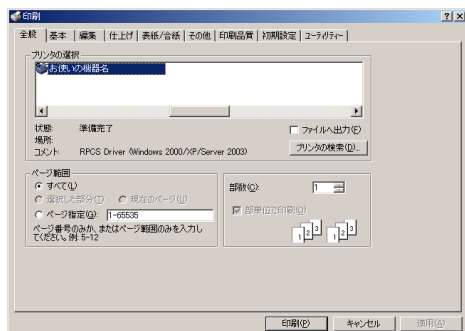 印刷
全般 基本 編集 仕上げ 表紙/合紙 その他 印刷品質 初期設定 ユーティリティー
プリンタの選択
お使いの機器名
状態: 準備完了
場所:
コメント: RPCS Driver (Windows 2000/XP/Server 2003)
ファイルへ出力(F)
プリンタの検索(D)...
ページ範囲
すべて(L)
選択した部分(T) 現在のページ(U)
ページ指定(G): 1-65535
ページ番号のみか、またはページ範囲のみを入力し
てください。例: 5-12
部数(C): 1
部単位で印刷(O)
1 2 3 1 2 3
印刷(P) キャンセル 適用(A)